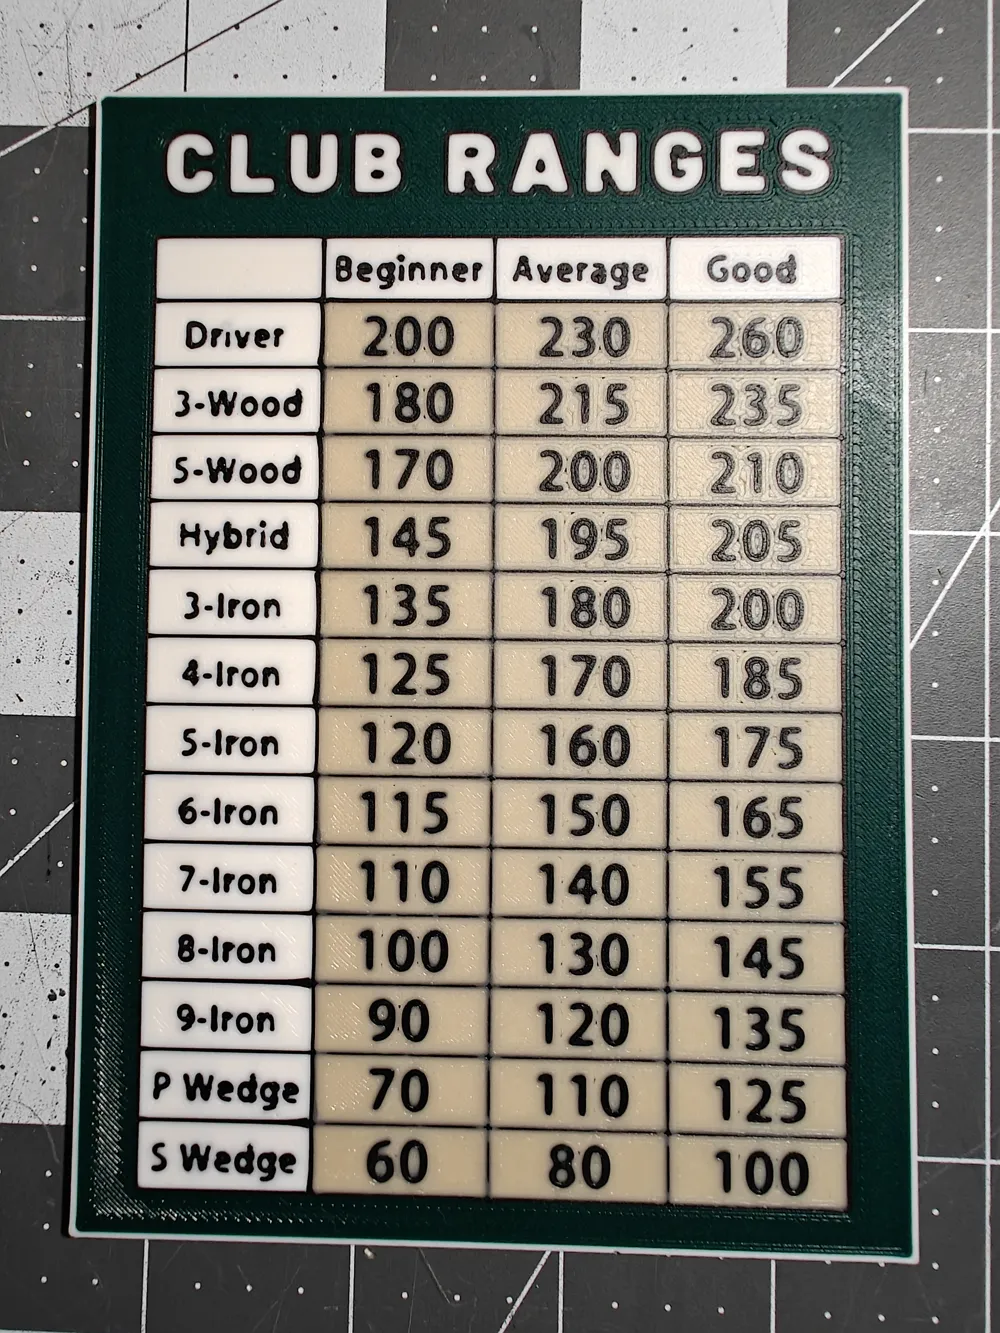 CLUB RANGES
Beginner Average Good
Driver 200 230 260
3-Wood 180 215 235
5-Wood 170 200 210
Hybrid 145 195 205
3-Iron 135 180 200
4-Iron 125 170 185
5-Iron 120 160 175
6-Iron 115 150 165
7-Iron 110 140 155
8-Iron 100 130 145
9-Iron 90 120 135
P Wedge 70 110 125
S Wedge 60 80 100